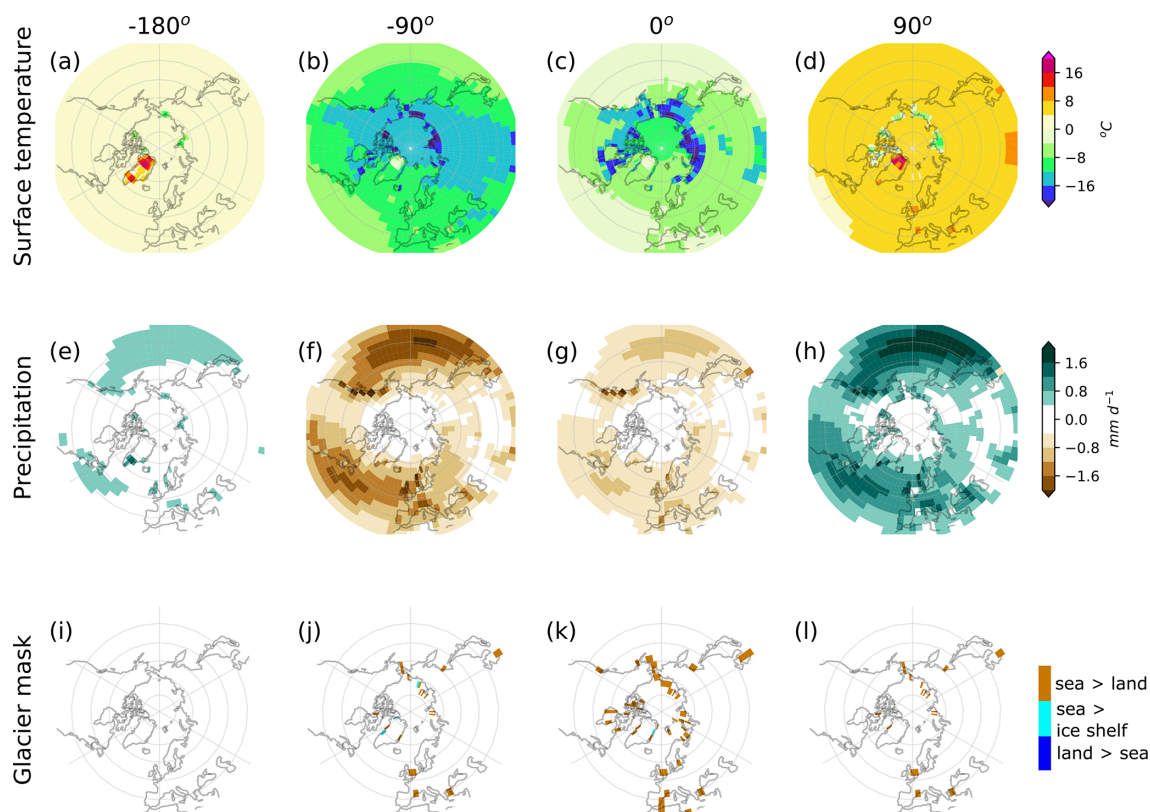 -180°
-90°
0°
90°
Surface temperature
(a)
(b)
(c)
(d)
16
8
0
−8
−16
°C
Precipitation
(e)
(f)
(g)
(h)
1.6
0.8
0.0
−0.8
−1.6
mm d⁻¹
Glacier mask
(i)
(j)
(k)
(l)
sea > land
sea >
ice shelf
land > sea